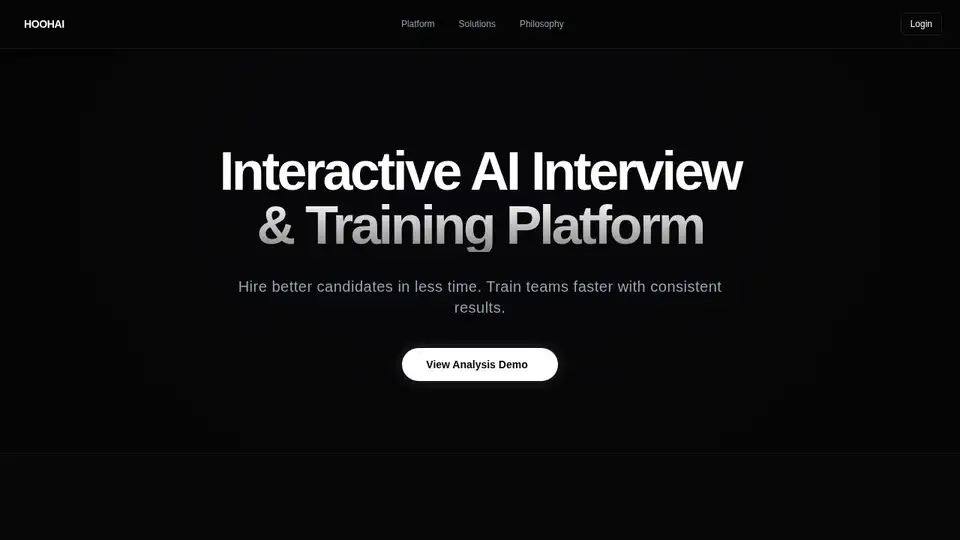 HOOHAI
Platform
Solutions
Philosophy
Login
Interactive AI Interview
& Training Platform
Hire better candidates in less time. Train teams faster with consistent
results.
View Analysis Demo